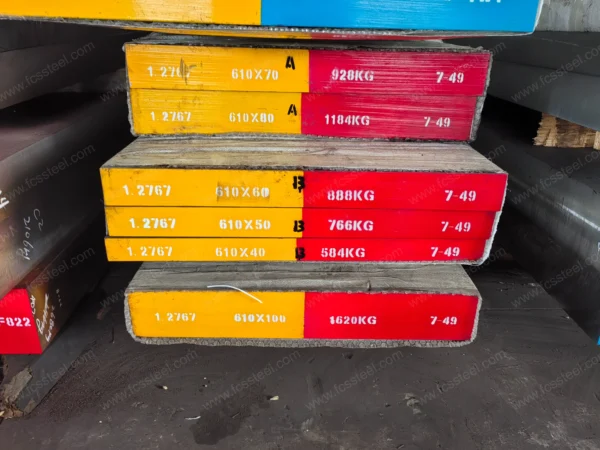 1.2767 610X70 A 928KG 7-49
1.2767 610X80 A 1184KG 7-49
1.2767 610X60 B 888KG 7-49
1.2767 610X50 B 766KG 7-49
1.2767 610X40 B 584KG 7-49
1.2767 610X100 1620KG 7-49
F822
www.fcssteel.com